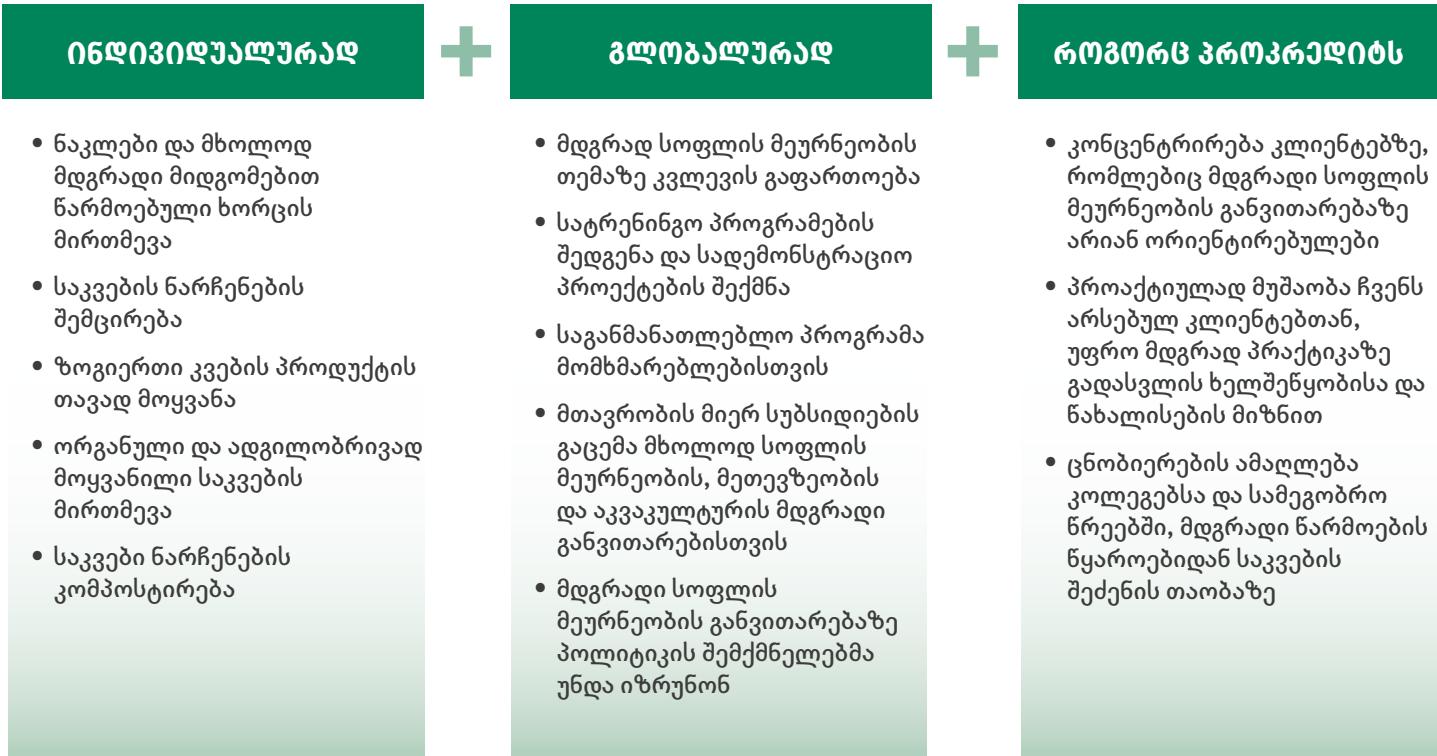 ინდივიდუალურად
• ნაკლები და მხოლოდ
მდგრადი მიდგომებით
წარმოებული ხორცის
მირთმევა
• საკვების ნარჩენების
შემცირება
• ზოგიერთი კვების პროდუქტის
თავად მოყვანა
• ორგანული და ადგილობრივად
მოყვანილი საკვების
მირთმევა
• საკვები ნარჩენების
კომპოსტირება
+
გლობალურად
• მდგრად სოფლის მეურნეობის
თემაზე კვლევის გაფართოება
• სატრენინგო პროგრამების
შედგენა და სადემონსტრაციო
პროექტების შექმნა
• საგანმანათლებლო პროგრამა
მომხმარებლებისთვის
• მთავრობის მიერ სუბსიდიების
გაცემა მხოლოდ სოფლის
მეურნეობის, მეთევზეობის
და აკვაკულტურის მდგრადი
განვითარებისთვის
• მდგრადი სოფლის
მეურნეობის განვითარებაზე
პოლიტიკის შემქმნელებმა
უნდა იზრუნონ
+
როგორც პროკრედიტს
• კონცენტრირება კლიენტებზე,
რომლებიც მდგრადი სოფლის
მეურნეობის განვითარებაზე
არიან ორიენტირებულები
• პროაქტიულად მუშაობა ჩვენს
არსებულ კლიენტებთან,
უფრო მდგრად პრაქტიკაზე
გადასვლის ხელშეწყობისა და
წახალისების მიზნით
• ცნობიერების ამაღლება
კოლეგებსა და სამეგობრო
წრეებში, მდგრადი წარმოების
წყაროებიდან საკვების
შეძენის თაობაზე